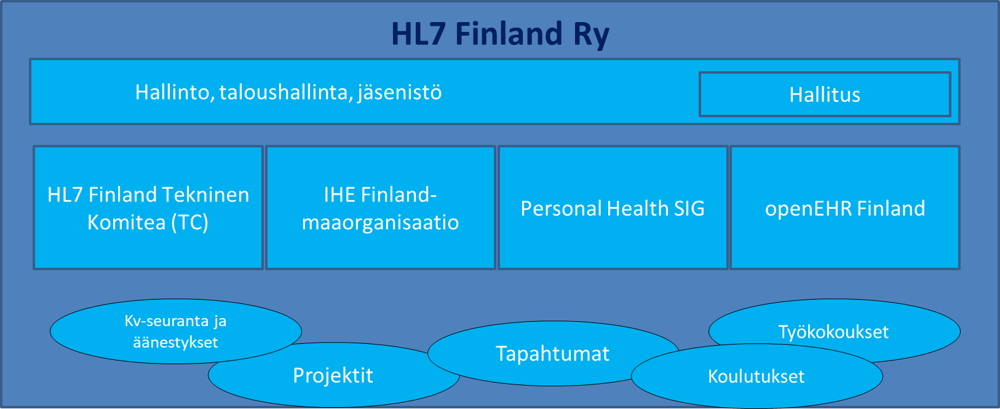 HL7 Finland Ry
Hallinto, taloushallinta, jäsenistö
Hallitus
HL7 Finland Tekninen
Komitea (TC)
IHE Finland-
maaorganisaatio
Personal Health SIG
openEHR Finland
Kv-seuranta ja
äänestykset
Projektit
Tapahtumat
Työkokoukset
Koulutukset